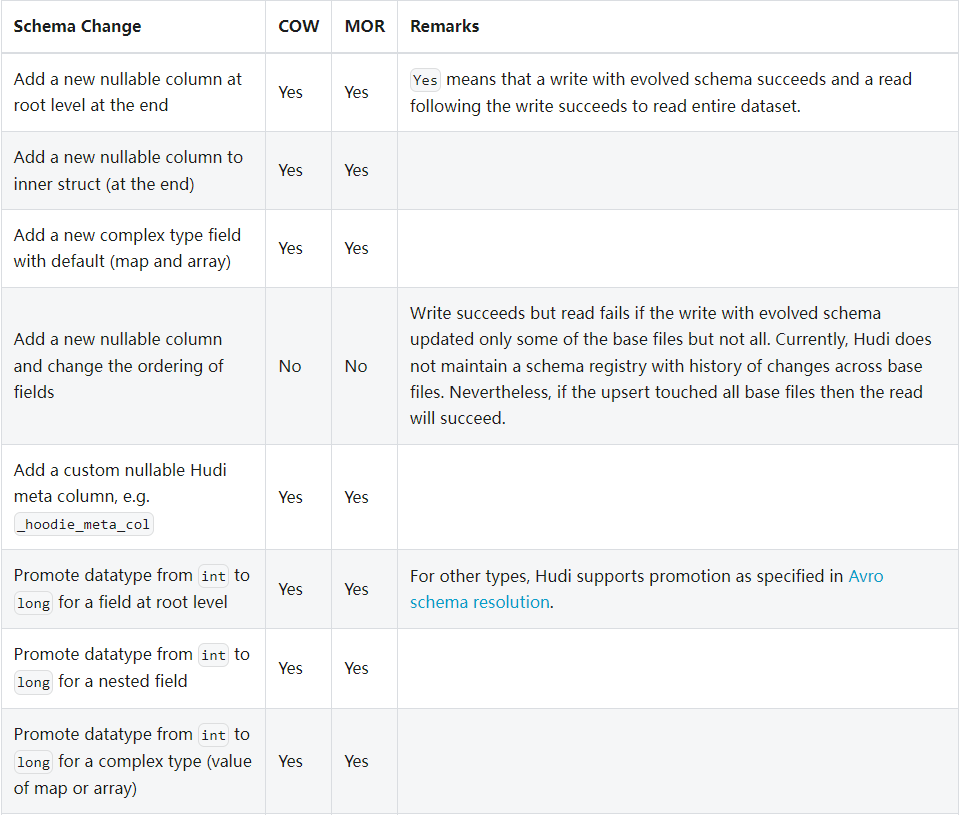 Schema Change COW MOR Remarks
Add a new nullable column at
root level at the end
Yes
Yes
Yes means that a write with evolved schema succeeds and a read
following the write succeeds to read entire dataset.
Add a new nullable column to
inner struct (at the end)
Yes
Yes
Add a new complex type field
with default (map and array)
Yes
Yes
Add a new nullable column
and change the ordering of
fields
No
No
Write succeeds but read fails if the write with evolved schema
updated only some of the base files but not all. Currently, Hudi does
not maintain a schema registry with history of changes across base
files. Nevertheless, if the upsert touched all base files then the read
will succeed.
Add a custom nullable Hudi
meta column, e.g.
_hoodie_meta_col
Yes
Yes
Promote datatype from int to
long for a field at root level
Yes
Yes
For other types, Hudi supports promotion as specified in Avro
schema resolution.
Promote datatype from int to
long for a nested field
Yes
Yes
Promote datatype from int to
long for a complex type (value
of map or array)
Yes
Yes